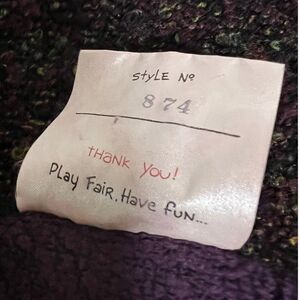 STYLE Nº
874
THANK YOU!
PLAY FAIR. HAVE FUN...